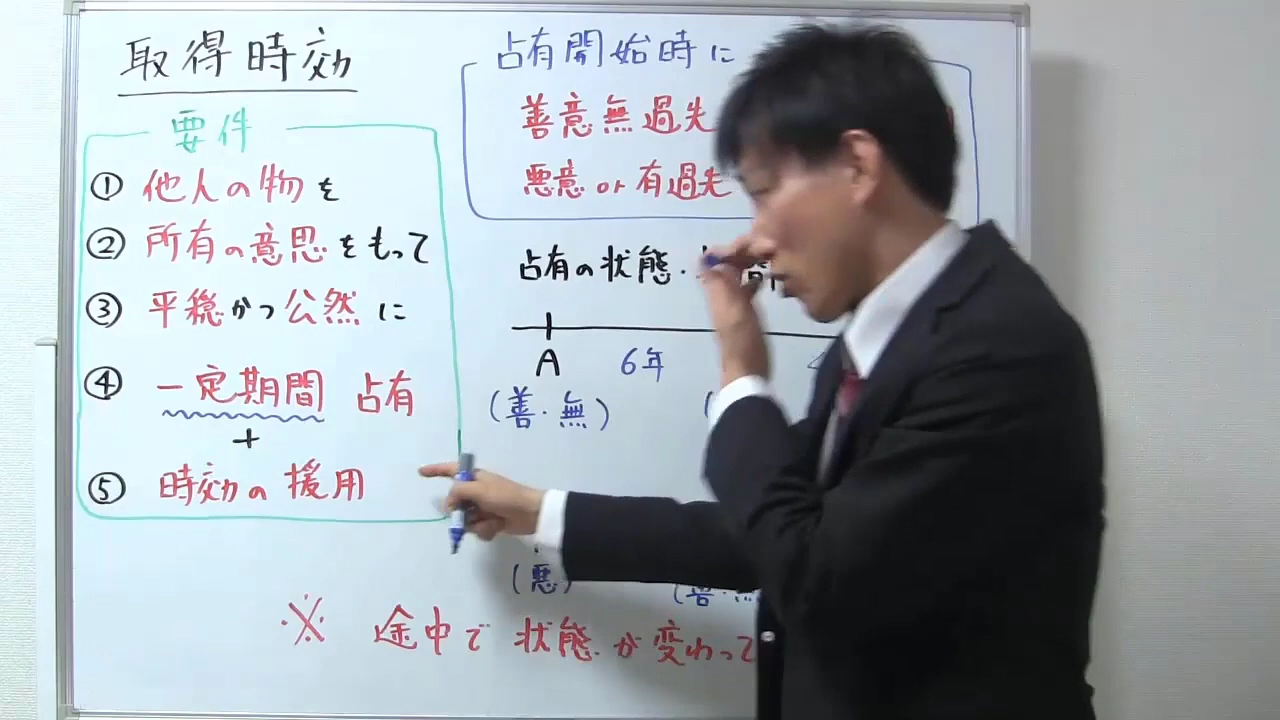 取得時効
要件
① 他人の物を
② 所有の意思をもって
③ 平穏かつ公然に
④ 一定期間 占有
+
⑤ 時効の援用
占有開始時に
善意無過失
悪意or有過失
占有の状態・
A 6年
(善・無)
(悪)
(善・無
※ 途中で状態が変わって